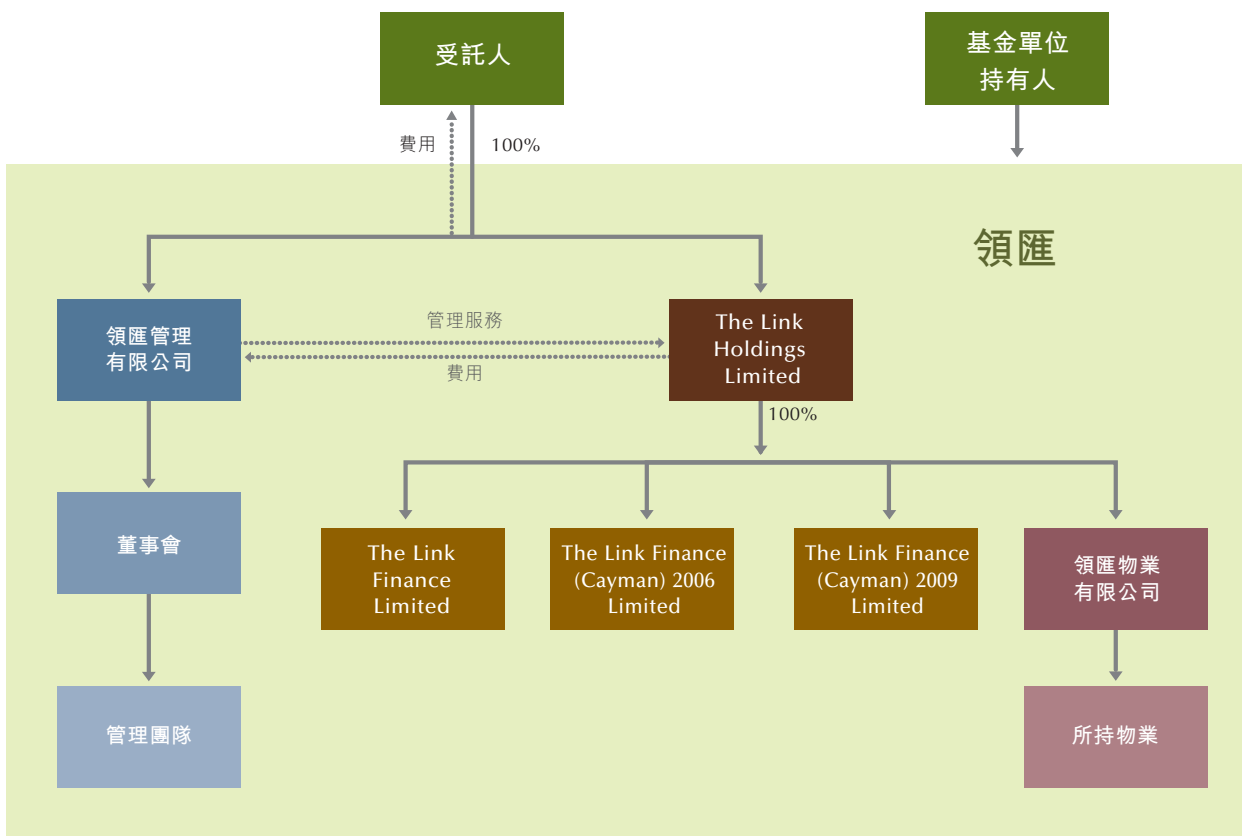 受託人
基金單位
持有人
費用
100%
領匯
領匯管理
有限公司
管理服務
費用
The Link
Holdings
Limited
100%
董事會
The Link
Finance
Limited
The Link Finance
(Cayman) 2006
Limited
The Link Finance
(Cayman) 2009
Limited
領匯物業
有限公司
管理團隊
所持物業